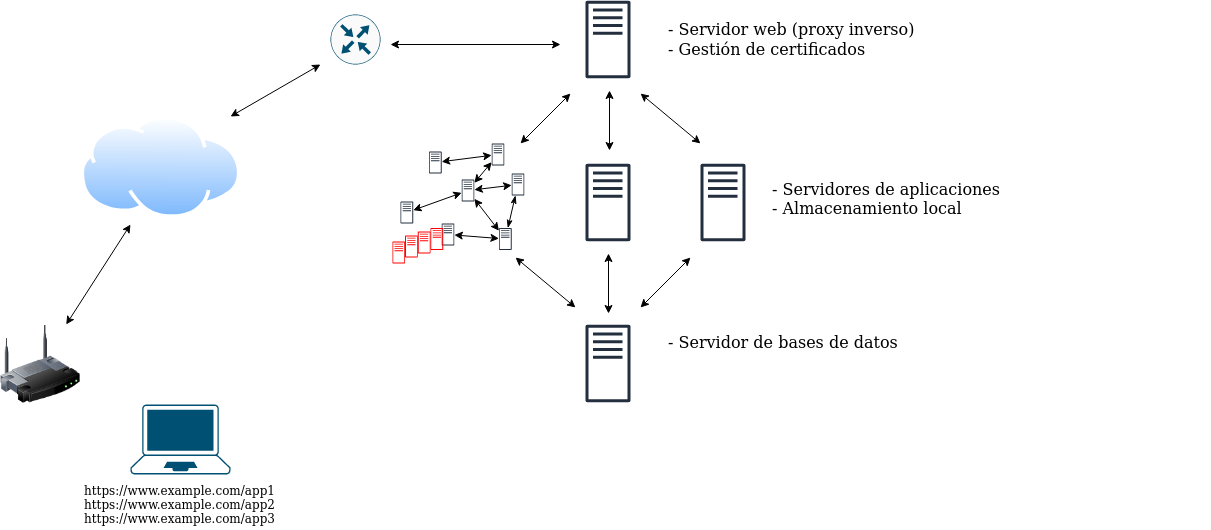 - Servidor web (proxy inverso)
- Gestión de certificados
- Servidores de aplicaciones
- Almacenamiento local
- Servidor de bases de datos
https://www.example.com/app1
https://www.example.com/app2
https://www.example.com/app3